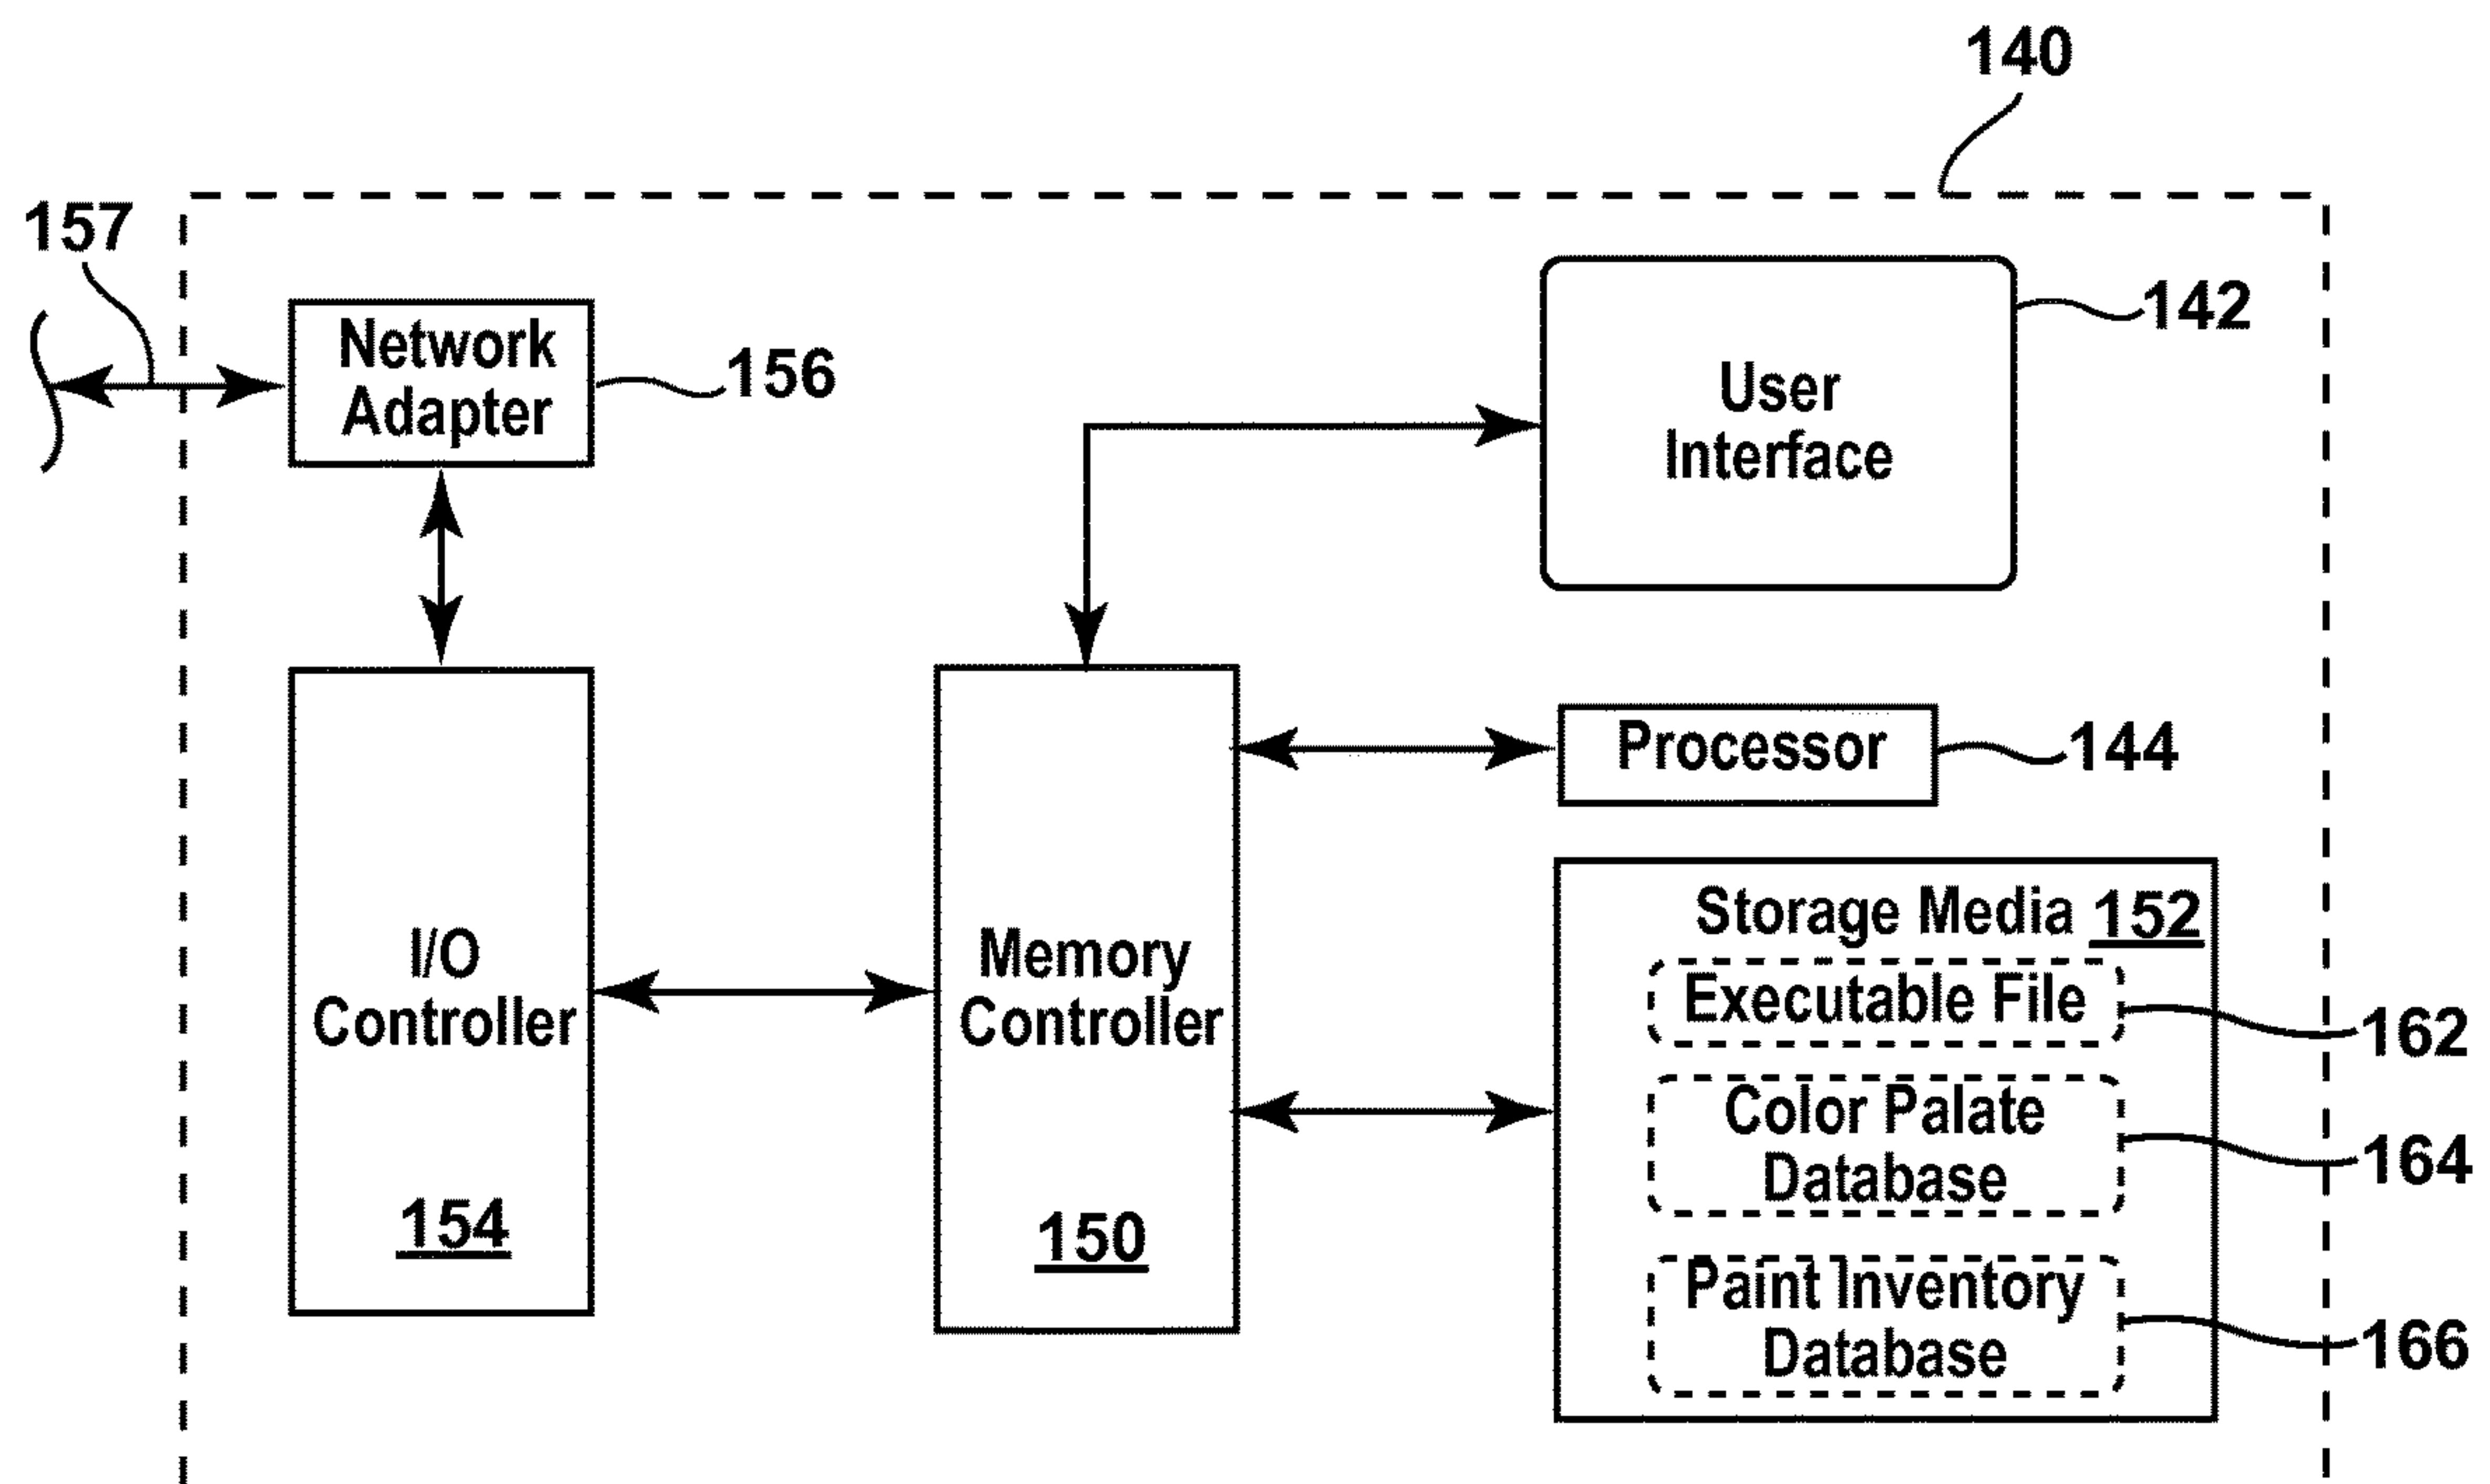 140
157
Network
Adapter
156
User
Interface
142
Processor
144
I/O
Controller
154
Memory
Controller
150
Storage Media 152
Executable File
162
Color Palate
Database
164
Paint Inventory
Database
166